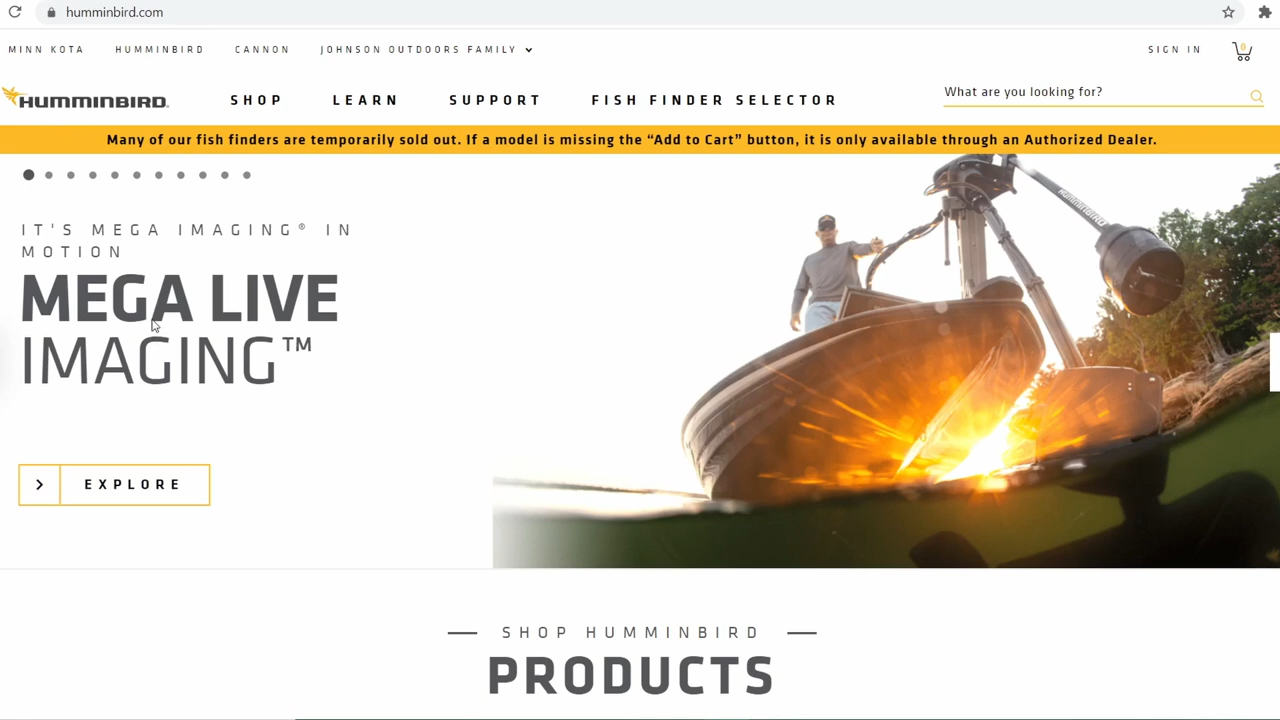 humminbird.com
MINN KOTA HUMMINBIRD CANNON JOHNSON OUTDOORS FAMILY SIGN IN 0
HUMMINBIRD® SHOP LEARN SUPPORT FISH FINDER SELECTOR What are you looking for?
Many of our fish finders are temporarily sold out. If a model is missing the “Add to Cart” button, it is only available through an Authorized Dealer.
IT'S MEGA IMAGING® IN
MOTION
MEGA LIVE
IMAGING™
HUMMINBIRD
EXPLORE
SHOP HUMMINBIRD
PRODUCTS